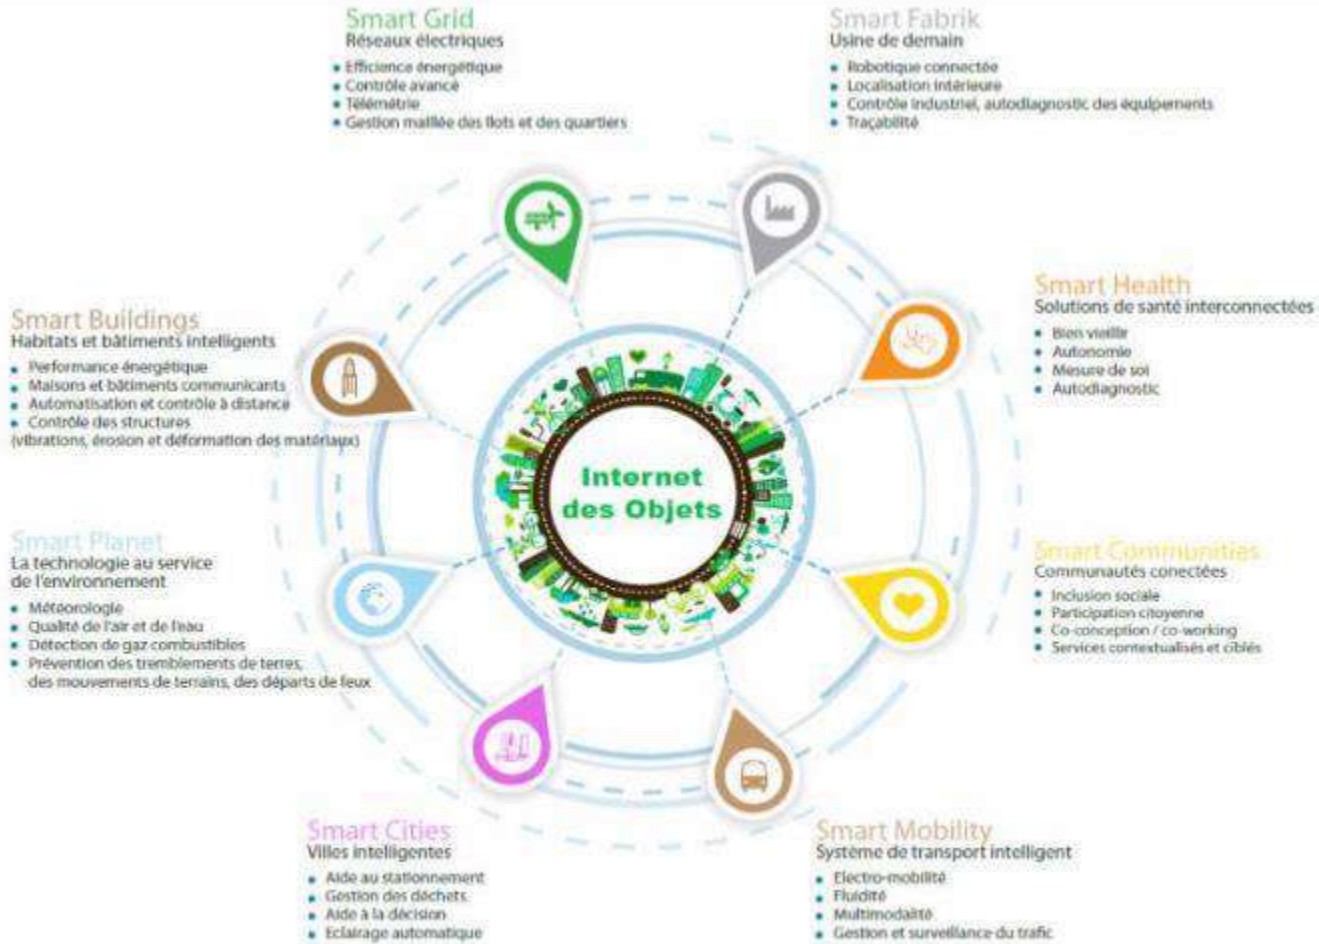 Smart Grid
Réseaux électriques
• Efficience énergétique
• Contrôle avancé
• Télémétrie
• Gestion maillée des îlots et des quartiers
Smart Fabrik
Usine de demain
• Robotique connectée
• Localisation intérieure
• Contrôle industriel, autodiagnostic des équipements
• Traçabilité
Smart Health
Solutions de santé interconnectées
• Bien vieillir
• Autonomie
• Mesure de soi
• Autodiagnostic
Smart Buildings
Habitats et bâtiments intelligents
• Performance énergétique
• Maisons et bâtiments communicants
• Automatisation et contrôle à distance
• Contrôle des structures
(vibrations, érosion et déformation des matériaux)
Internet
des Objets
Smart Planet
La technologie au service
de l'environnement
• Météorologie
• Qualité de l'air et de l'eau
• Détection de gaz combustibles
• Prévention des tremblements de terres,
des mouvements de terrains, des départs de feux
Smart Communities
Communautés conectées
• Inclusion sociale
• Participation citoyenne
• Co-conception / co-working
• Services contextualisés et ciblés
Smart Cities
Villes intelligentes
• Aide au stationnement
• Gestion des déchets
• Aide à la décision
• Eclairage automatique
Smart Mobility
Système de transport intelligent
• Electro-mobilité
• Fluidité
• Multimodalité
• Gestion et surveillance du trafic